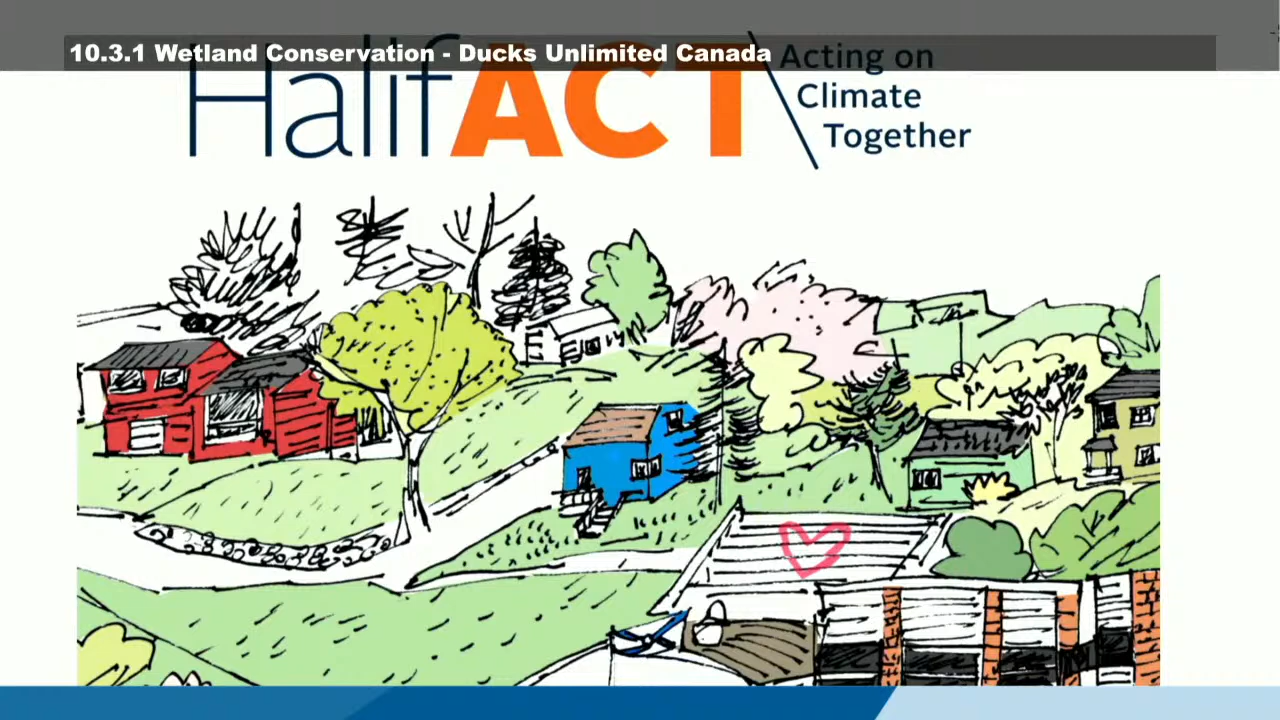 10.3.1 Wetland Conservation - Ducks Unlimited Canada
HalifACT
Acting on
Climate
Together